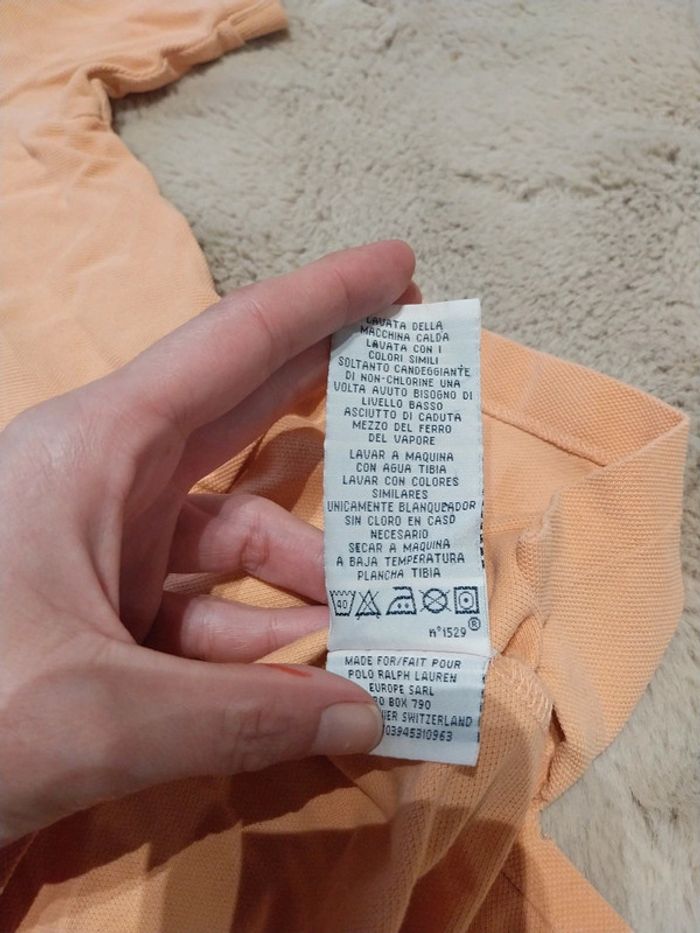 LAVATA DELLA
MACCHINA CALDA
LAVATA CON I
COLORI SIMILI
SOLTANTO CANDEGGIANTE
DI NON-CHLORINE UNA
VOLTA AVUTO BISOGNO DI
LIVELLO BASSO
ASCIUTTO DI CADUTA
MEZZO DEL FERRO
DEL VAPORE
LAVAR A MAQUINA
CON AGUA TIBIA
LAVAR CON COLORES
SIMILARES
UNICAMENTE BLANQUEADOR
SIN CLORO EN CASO
NECESARIO
SECAR A MAQUINA
A BAJA TEMPERATURA
PLANCHA TIBIA
40
®
N°1529
MADE FOR/FAIT POUR
POLO RALPH LAUREN
EUROPE SARL
BOX 790
SWITZERLAND
03945310963